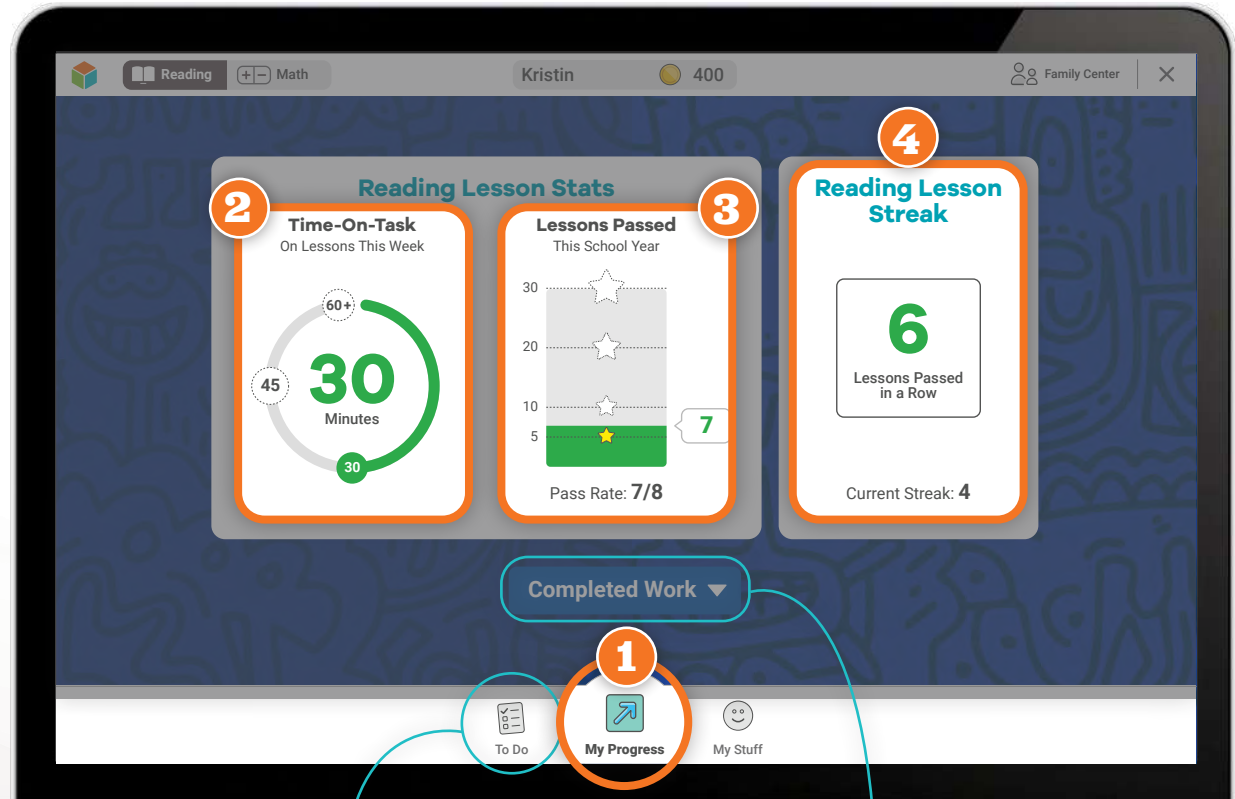 Reading
Math
Kristin
400
Family Center
4
Reading Lesson Stats
2
3
Time-On-Task
On Lessons This Week
60+
45
30
Minutes
30
Lessons Passed
This School Year
30
20
10
5
7
Pass Rate: 7/8
Reading Lesson
Streak
6
Lessons Passed
in a Row
Current Streak: 4
Completed Work
1
To Do
My Progress
My Stuff